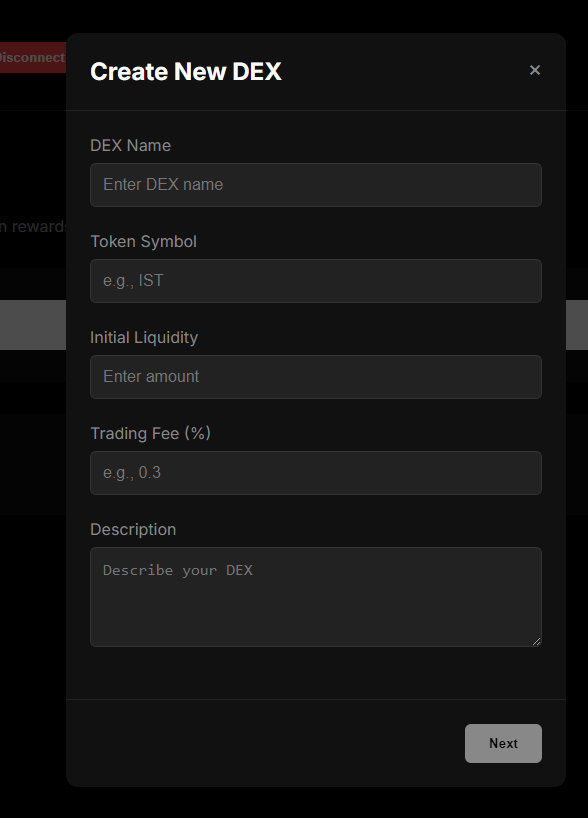 Disconnect
Create New DEX
×
DEX Name
Enter DEX name
n rewards
Token Symbol
e.g., IST
Initial Liquidity
Enter amount
Trading Fee (%)
e.g., 0.3
Description
Describe your DEX
Next